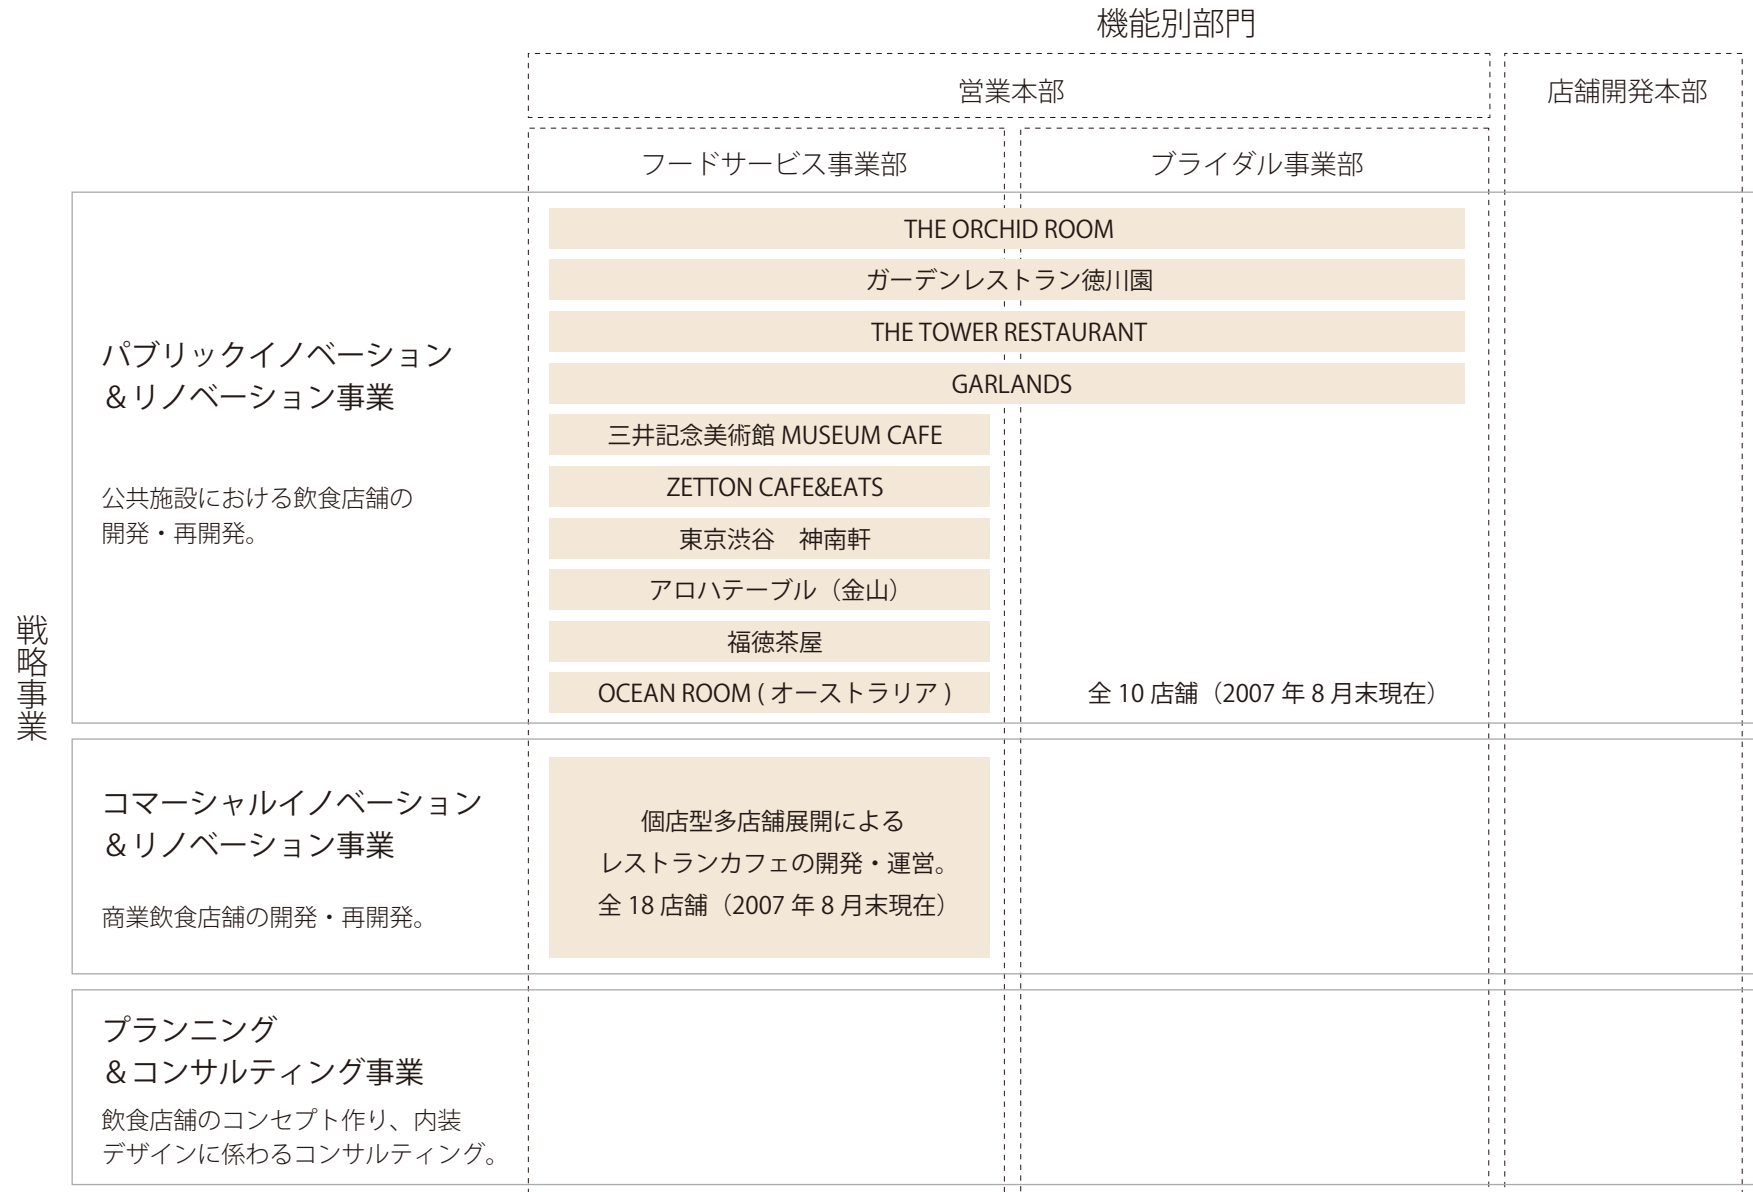 機能別部門
営業本部
店舗開発本部
フードサービス事業部
ブライダル事業部
戦略事業
パブリックイノベーション
＆リノベーション事業
公共施設における飲食店舗の
開発・再開発。
THE ORCHID ROOM
ガーデンレストラン徳川園
THE TOWER RESTAURANT
GARLANDS
三井記念美術館 MUSEUM CAFE
ZETTON CAFE&EATS
東京渋谷　神南軒
アロハテーブル（金山）
福徳茶屋
OCEAN ROOM ( オーストラリア )
全 10 店舗（2007 年 8 月末現在）
コマーシャルイノベーション
＆リノベーション事業
商業飲食店舗の開発・再開発。
個店型多店舗展開による
レストランカフェの開発・運営。
全 18 店舗（2007 年 8 月末現在）
プランニング
＆コンサルティング事業
飲食店舗のコンセプト作り、内装
デザインに係わるコンサルティング。